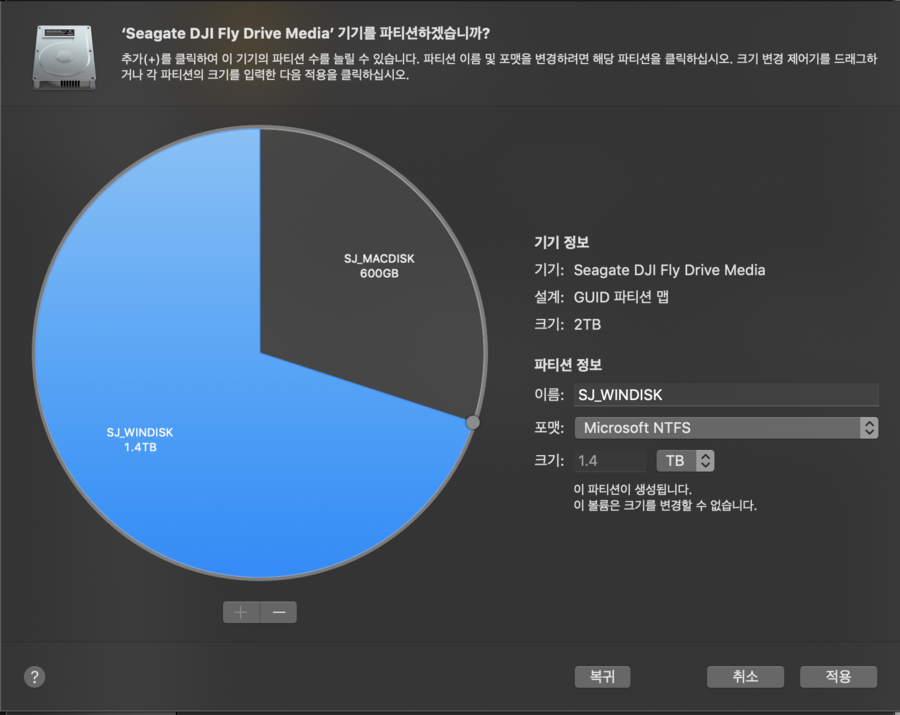 ‘Seagate DJI Fly Drive Media’ 기기를 파티션하겠습니까?
추가(+)를 클릭하여 이 기기의 파티션 수를 늘릴 수 있습니다. 파티션 이름 및 포맷을 변경하려면 해당 파티션을 클릭하십시오. 크기 변경 제어기를 드래그하
거나 각 파티션의 크기를 입력한 다음 적용을 클릭하십시오.
SJ_MACDISK
600GB
SJ_WINDISK
1.4TB
기기 정보
기기: Seagate DJI Fly Drive Media
설계: GUID 파티션 맵
크기: 2TB
파티션 정보
이름: SJ_WINDISK
포맷: Microsoft NTFS
크기: 1.4 TB
이 파티션이 생성됩니다.
이 볼륨은 크기를 변경할 수 없습니다.
+ −
? 복귀 취소 적용